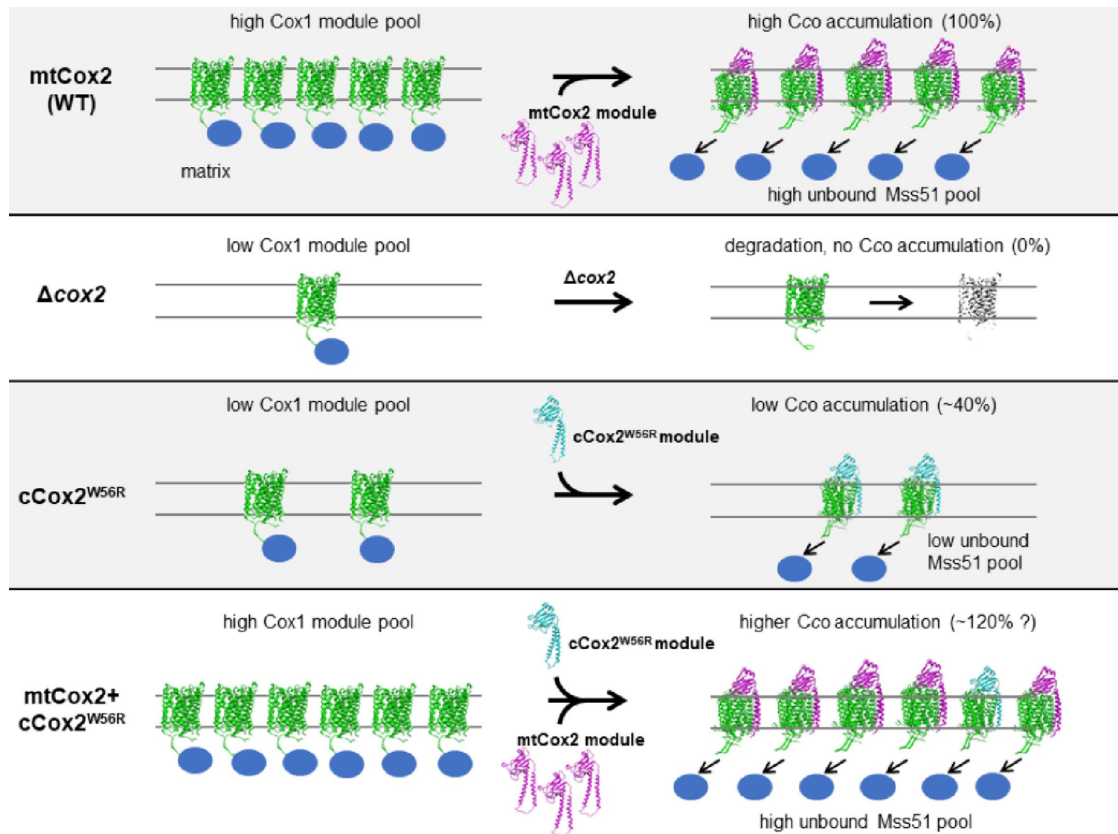 high Cox1 module pool
high Cco accumulation (100%)
mtCox2
(WT)
mtCox2 module
matrix
high unbound Mss51 pool
low Cox1 module pool
degradation, no Cco accumulation (0%)
Δcox2
Δcox2
low Cox1 module pool
low Cco accumulation (~40%)
cCox2W56R module
cCox2W56R
low unbound
Mss51 pool
high Cox1 module pool
higher Cco accumulation (~120% ?)
cCox2W56R module
mtCox2+
cCox2W56R
mtCox2 module
high unbound Mss51 pool